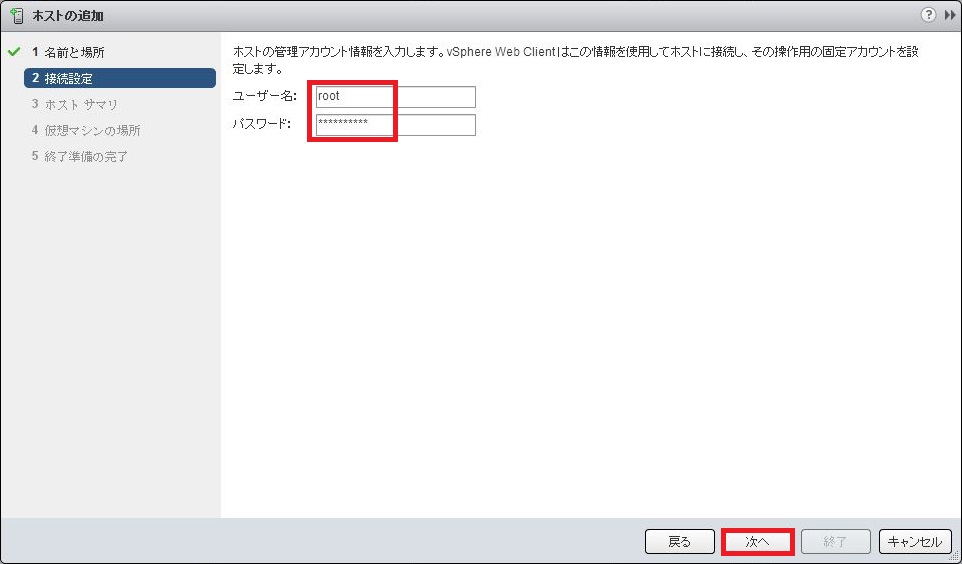 ホストの追加
?
1 名前と場所
2 接続設定
3 ホスト サマリ
4 仮想マシンの場所
5 終了準備の完了
ホストの管理アカウント情報を入力します。vSphere Web Clientはこの情報を使用してホストに接続し、その操作用の固定アカウントを設
定します。
ユーザー名: root
パスワード: **********
戻る
次へ
終了
キャンセル